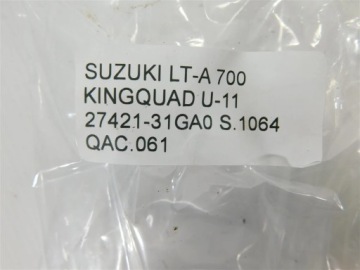 SUZUKI LT-A 700
KINGQUAD U-11
27421-31GA0 S.1064
QAC.061